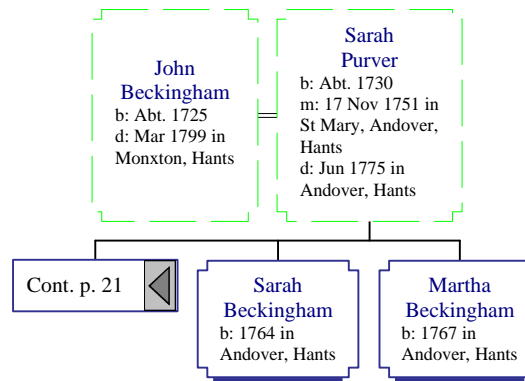 John
Beckingham
b: Abt. 1725
d: Mar 1799 in
Monxton, Hants
Sarah
Purver
b: Abt. 1730
m: 17 Nov 1751 in
St Mary, Andover,
Hants
d: Jun 1775 in
Andover, Hants
Cont. p. 21
Sarah
Beckingham
b: 1764 in
Andover, Hants
Martha
Beckingham
b: 1767 in
Andover, Hants